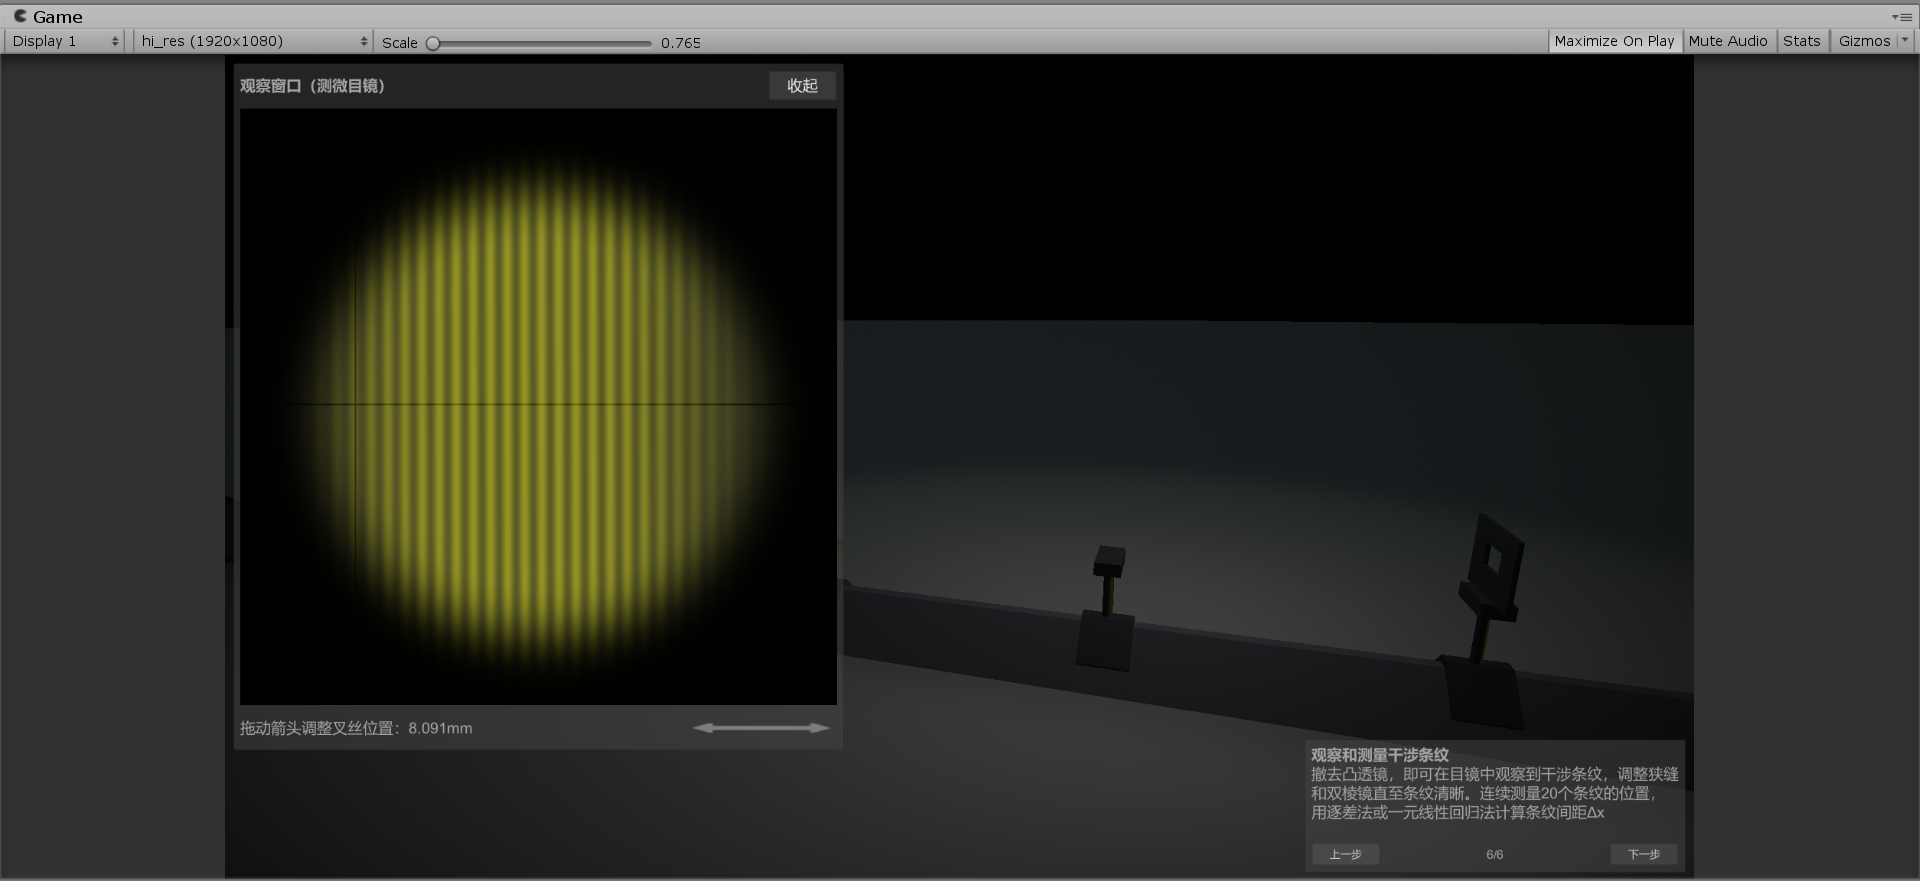 Game
Display 1
hi_res (1920x1080)
Scale
0.765
Maximize On Play
Mute Audio
Stats
Gizmos
观察窗口（测微目镜）
收起
拖动箭头调整叉丝位置：8.091mm
观察和测量干涉条纹
撤去凸透镜，即可在目镜中观察到干涉条纹，调整狭缝
和双棱镜直至条纹清晰。连续测量20个条纹的位置，
用逐差法或一元线性回归法计算条纹间距Δx
上一步
6/6
下一步